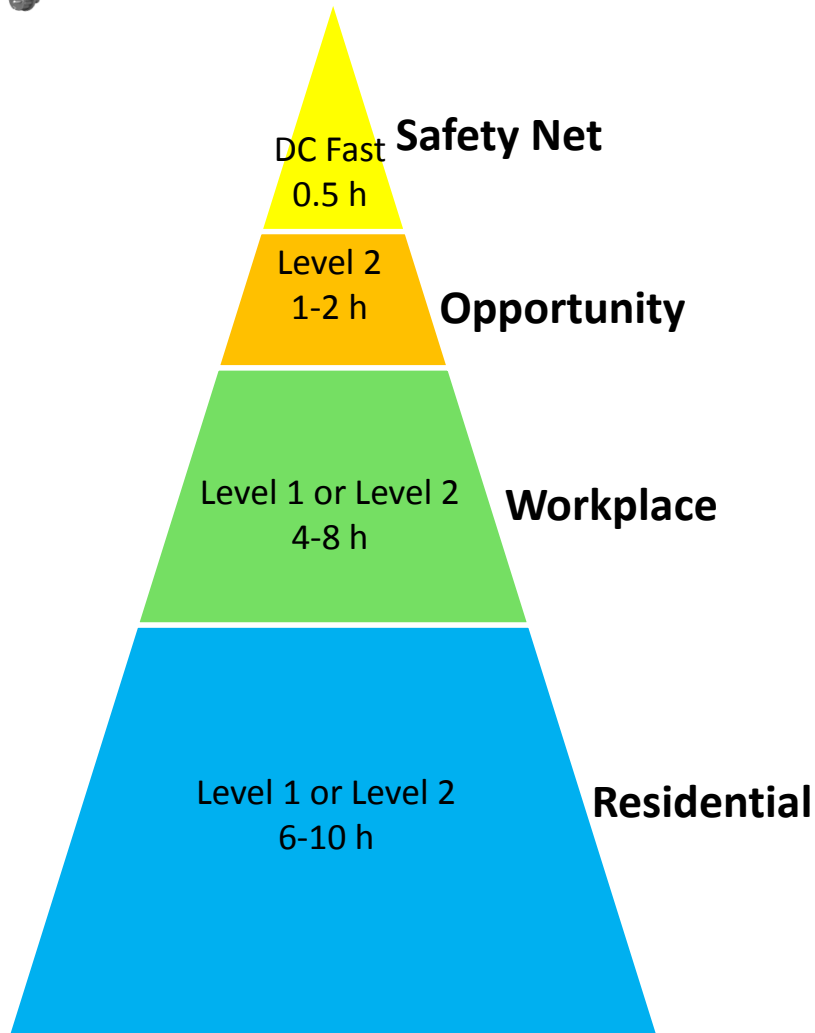 Safety Net
DC Fast
0.5 h
Level 2
1-2 h
Opportunity
Level 1 or Level 2
4-8 h
Workplace
Level 1 or Level 2
6-10 h
Residential